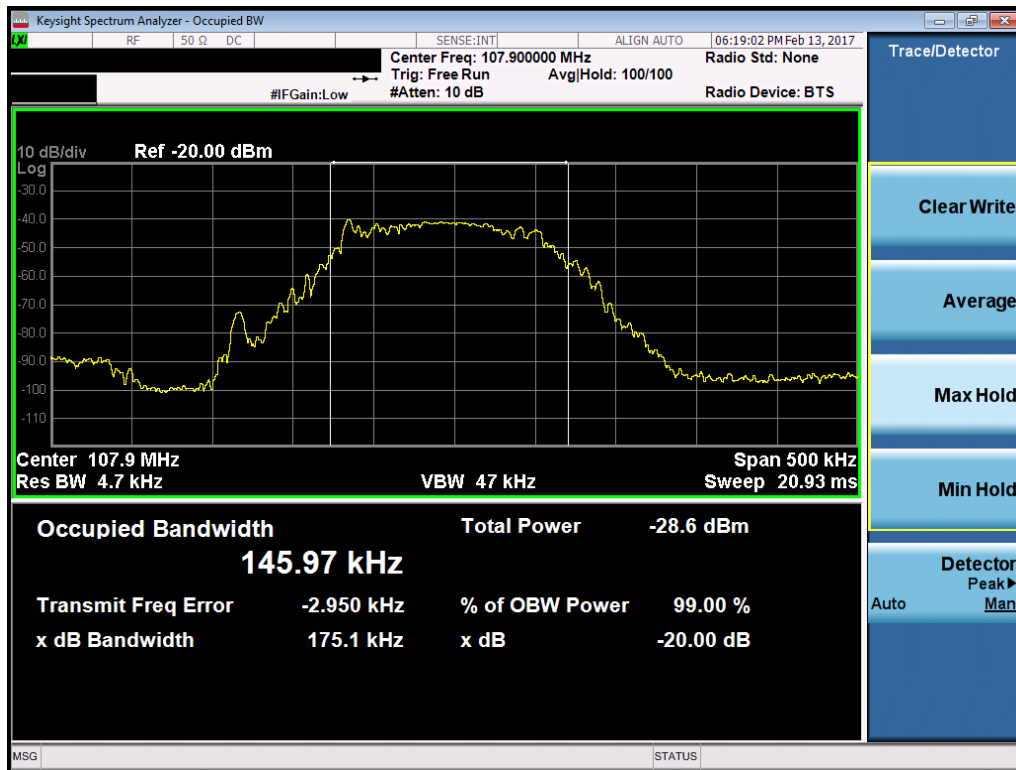 Keysight Spectrum Analyzer - Occupied BW
LXI RF 50 Ω DC SENSE:INT ALIGN AUTO 06:19:02 PM Feb 13, 2017
Center Freq: 107.900000 MHz Radio Std: None
Trig: Free Run Avg|Hold: 100/100
#IFGain:Low #Atten: 10 dB Radio Device: BTS
Trace/Detector
10 dB/div Ref -20.00 dBm
Log
-30.0
-40.0
-50.0
-60.0
-70.0
-80.0
-90.0
-100
-110
Center 107.9 MHz Span 500 kHz
Res BW 4.7 kHz VBW 47 kHz Sweep 20.93 ms
Occupied Bandwidth Total Power -28.6 dBm
145.97 kHz
Transmit Freq Error -2.950 kHz % of OBW Power 99.00 %
x dB Bandwidth 175.1 kHz x dB -20.00 dB
Clear Write
Average
Max Hold
Min Hold
Detector
Peak▶
Auto Man
MSG STATUS